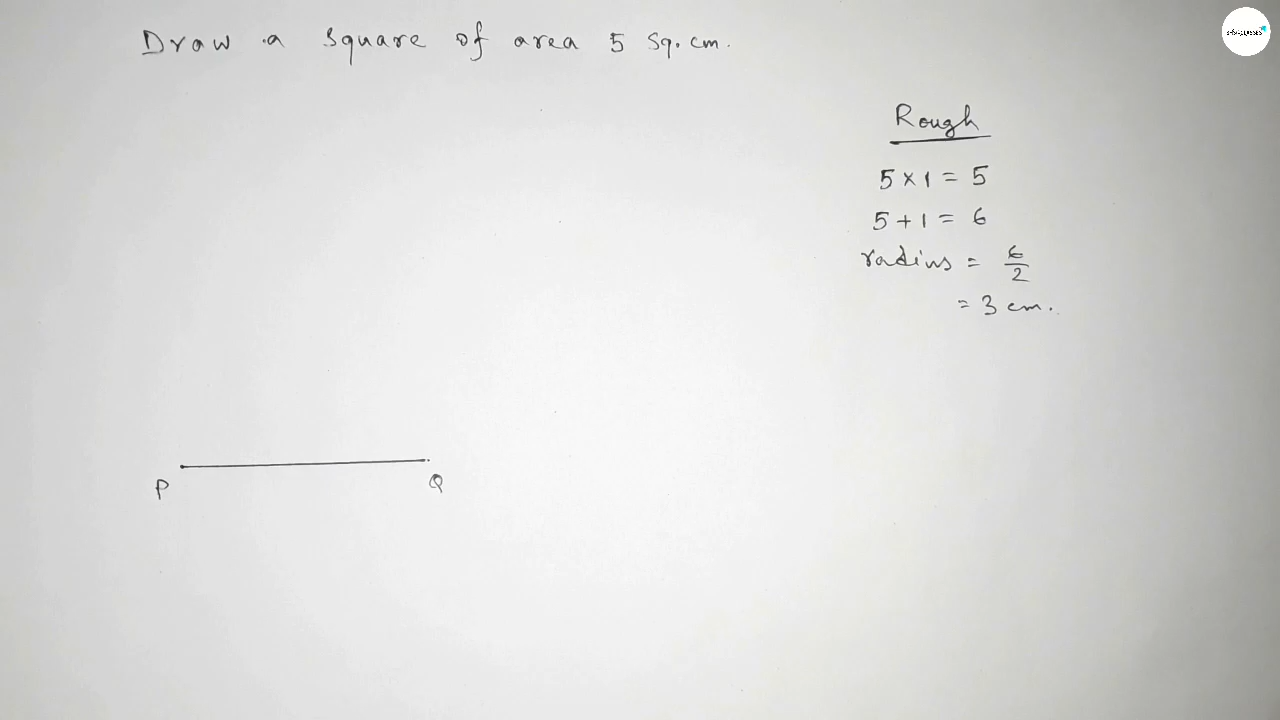 Draw a square of area 5 sq. cm.
Rough
5 × 1 = 5
5 + 1 = 6
radius = 6/2
= 3 cm.
P
Q